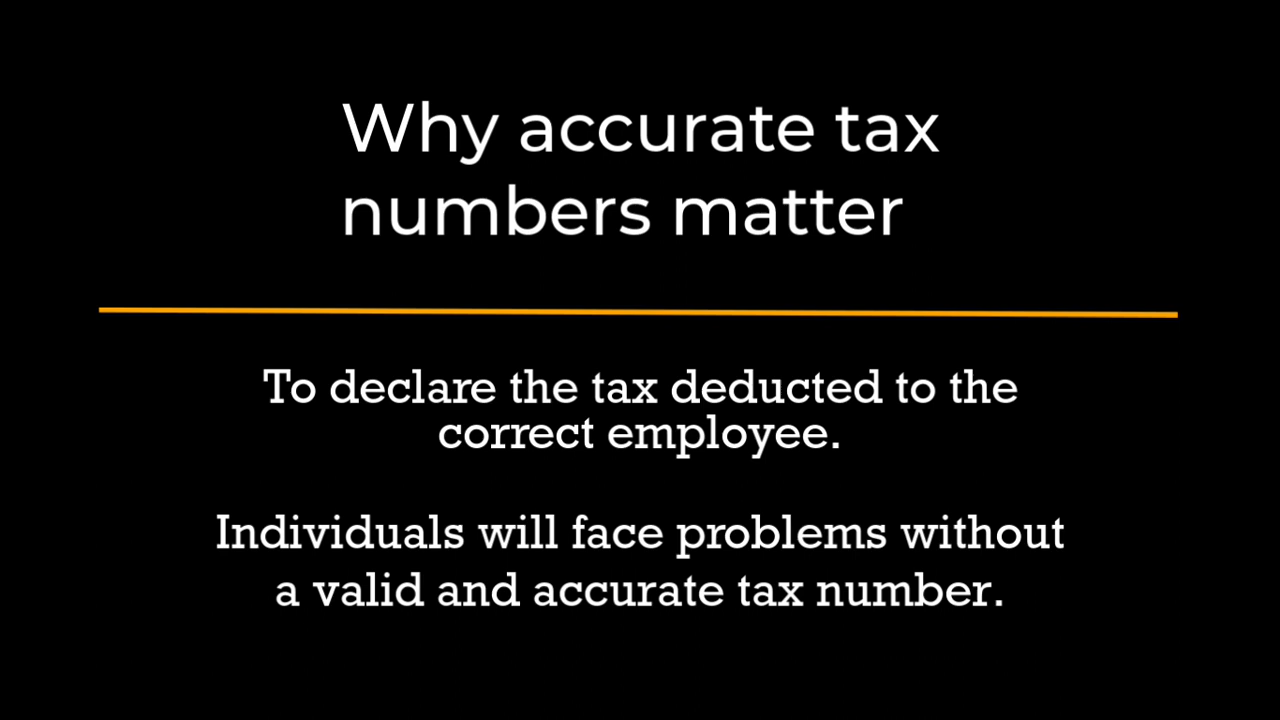 Why accurate tax
numbers matter
To declare the tax deducted to the
correct employee.
Individuals will face problems without
a valid and accurate tax number.